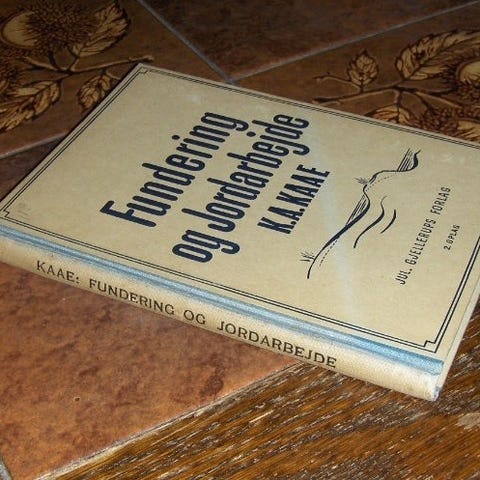 Fundering
og Jordarbejde
K.A.KAAE
JUL. GJELLERUPS FORLAG
2. OPLAG
KAAE: FUNDERING OG JORDARBEJDE